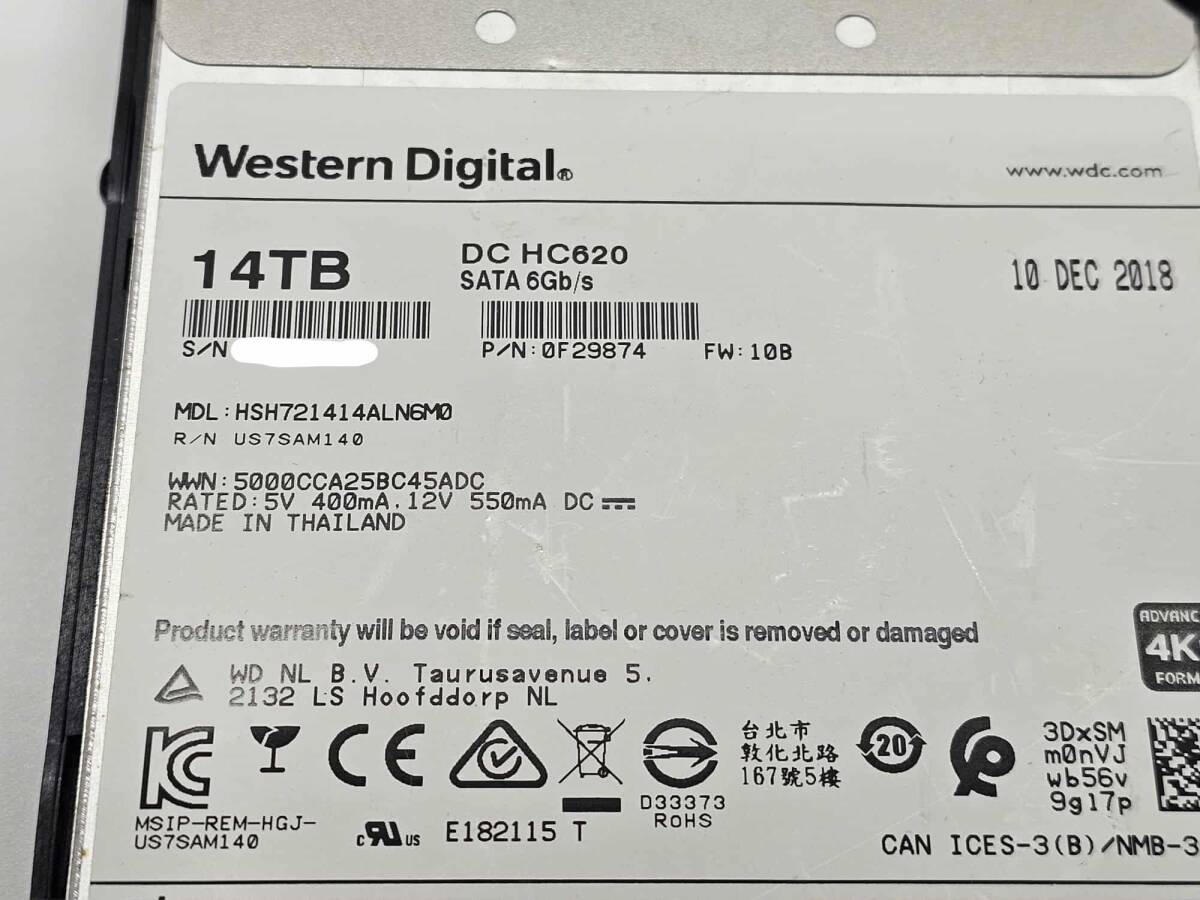 Western Digital®
www.wdc.com
14TB
DC HC620
SATA 6Gb/s
10 DEC 2018
S/N
P/N:0F29874
FW:10B
MDL:HSH721414ALN6M0
R/N US7SAM140
WWN:5000CCA25BC45ADC
RATED:5V 400mA,12V 550mA DC
MADE IN THAILAND
Product warranty will be void if seal, label or cover is removed or damaged
ADVANC
4K
FORM
WD NL B.V. Taurusavenue 5.
2132 LS Hoofddorp NL
KC
CE
台北市
敦化北路
167號5樓
20
3DxSM
m0nVJ
wb56v
9g17p
D33373
ROHS
MSIP-REM-HGJ-
US7SAM140
c RU US
E182115 T
CAN ICES-3(B)/NMB-3